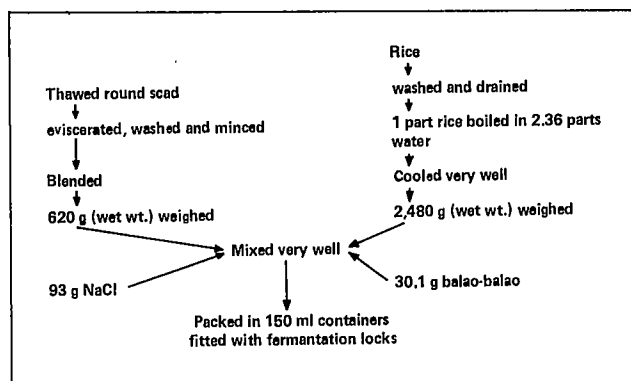 Rice
washed and drained
1 part rice boiled in 2.36 parts
water
Cooled very well
2,480 g (wet wt.) weighed
Thawed round scad
eviscerated, washed and minced
Blended
620 g (wet wt.) weighed
Mixed very well
93 g NaCl
30,1 g balao-balao
Packed in 150 ml containers
fitted with fermantation locks